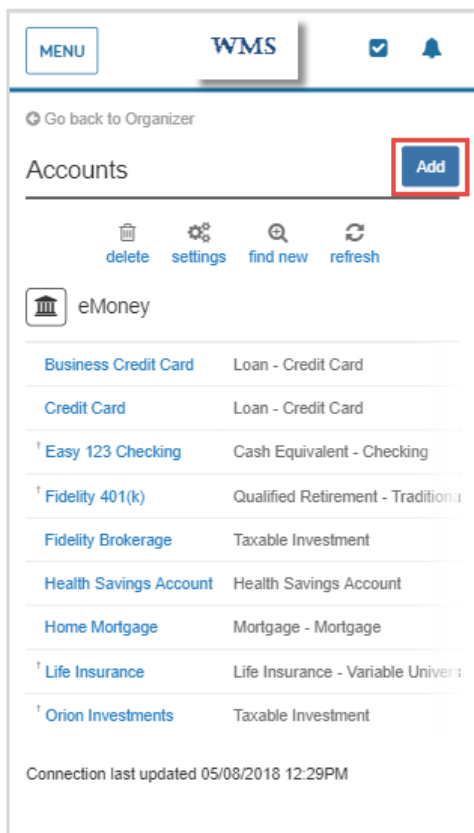 MENU WMS
Go back to Organizer
Accounts Add
delete settings find new refresh
eMoney
Business Credit Card Loan - Credit Card
Credit Card Loan - Credit Card
† Easy 123 Checking Cash Equivalent - Checking
† Fidelity 401(k) Qualified Retirement - Traditiona
Fidelity Brokerage Taxable Investment
Health Savings Account Health Savings Account
Home Mortgage Mortgage - Mortgage
† Life Insurance Life Insurance - Variable Univers
† Orion Investments Taxable Investment
Connection last updated 05/08/2018 12:29PM